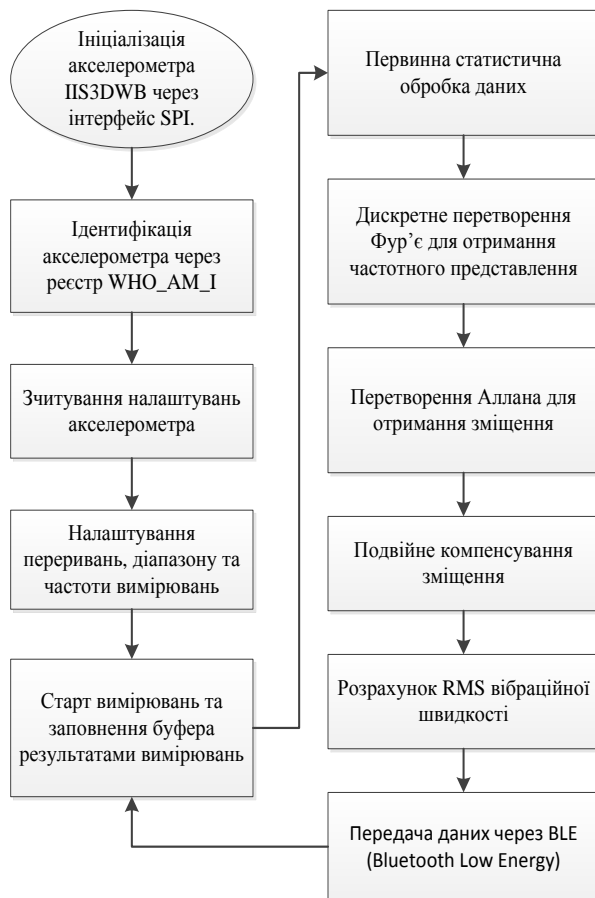 Ініціалізація
акселерометра
IIS3DWB через
інтерфейс SPI.
Ідентифікація
акселерометра через
реєстр WHO_AM_I
Зчитування налаштувань
акселерометра
Налаштування
переривань, діапазону та
частоти вимірювань
Старт вимірювань та
заповнення буфера
результатами вимірювань
Первинна статистична
обробка даних
Дискретне перетворення
Фур’є для отримання
частотного представлення
Перетворення Аллана для
отримання зміщення
Подвійне компенсування
зміщення
Розрахунок RMS вібраційної
швидкості
Передача даних через BLE
(Bluetooth Low Energy)